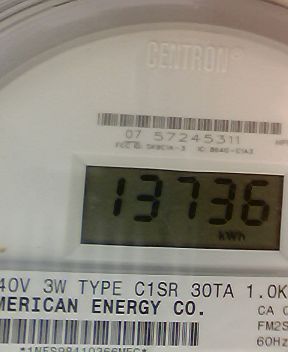 CENTRON®
07 57245311
13736
kWh
40V 3W TYPE C1SR 30TA 1.0K
MERICAN ENERGY CO.
CA
FM2S
60Hz